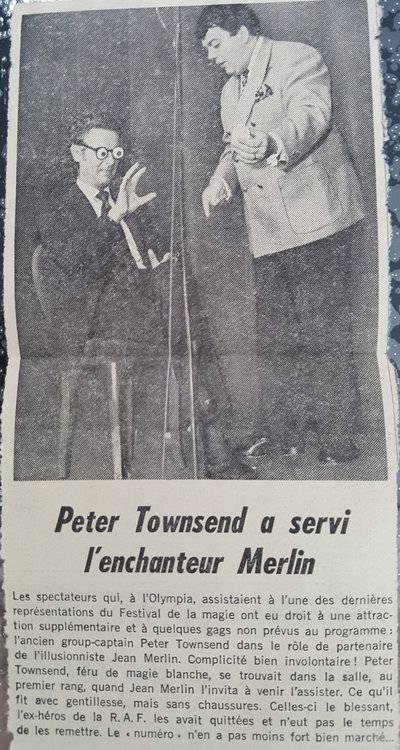 Peter Townsend a servi
l'enchanteur Merlin
Les spectateurs qui, à l'Olympia, assistaient à l'une des dernières
représentations du Festival de la magie ont eu droit à une attrac-
tion supplémentaire et à quelques gags non prévus au programme :
l'ancien group-captain Peter Townsend dans le rôle de partenaire
de l'illusionniste Jean Merlin. Complicité bien involontaire ! Peter
Townsend, féru de magie blanche, se trouvait dans la salle, au
premier rang, quand Jean Merlin l'invita à venir l'assister. Ce qu'il
fit avec gentillesse, mais sans chaussures. Celles-ci le blessant,
l'ex-héros de la R.A.F. les avait quittées et n'eut pas le temps
de les remettre. Le « numéro » n'en a pas moins fort bien marché...